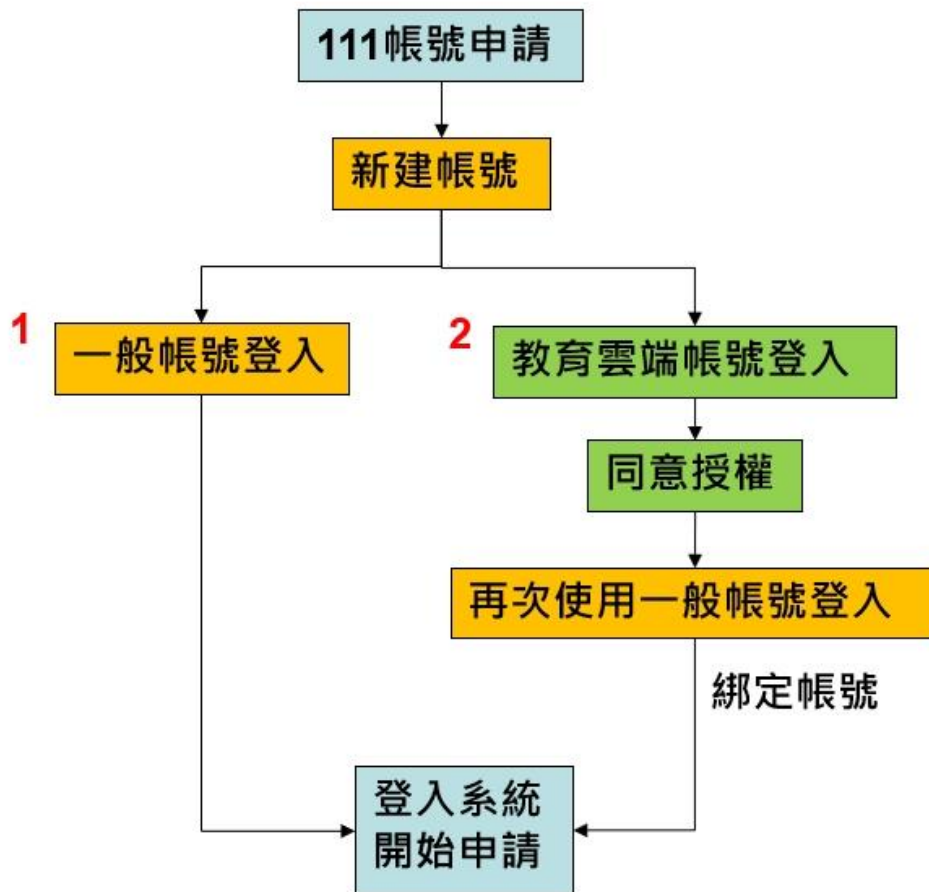 111帳號申請
新建帳號
1
一般帳號登入
2
教育雲端帳號登入
同意授權
再次使用一般帳號登入
綁定帳號
登入系統
開始申請